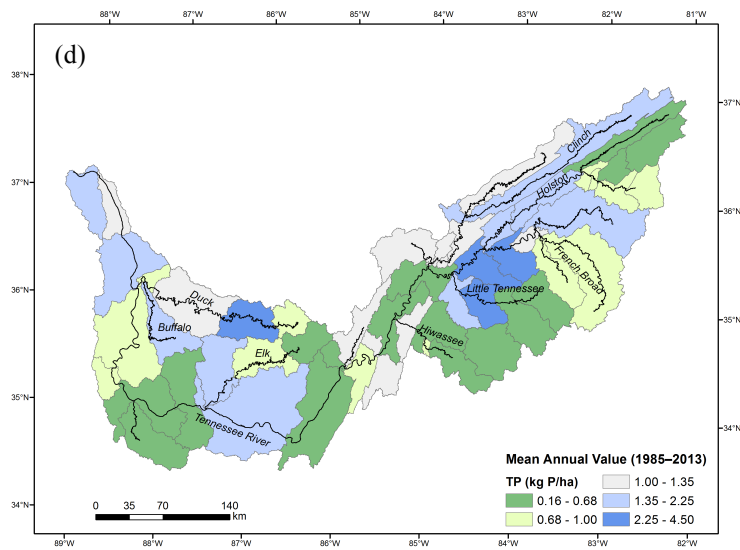 88°W 87°W 86°W 85°W 84°W 83°W 82°W 81°W
(d)
38°N
37°N
37°N
Clinch
Holston
36°N
36°N
French Broad
Little Tennessee
Duck
Buffalo
Hiwassee
35°N
Elk
35°N
Tennessee River
34°N
34°N
Mean Annual Value (1985–2013)
TP (kg P/ha)
1.00 - 1.35
0.16 - 0.68
1.35 - 2.25
0.68 - 1.00
2.25 - 4.50
0 35 70 140
km
89°W 88°W 87°W 86°W 85°W 84°W 83°W 82°W